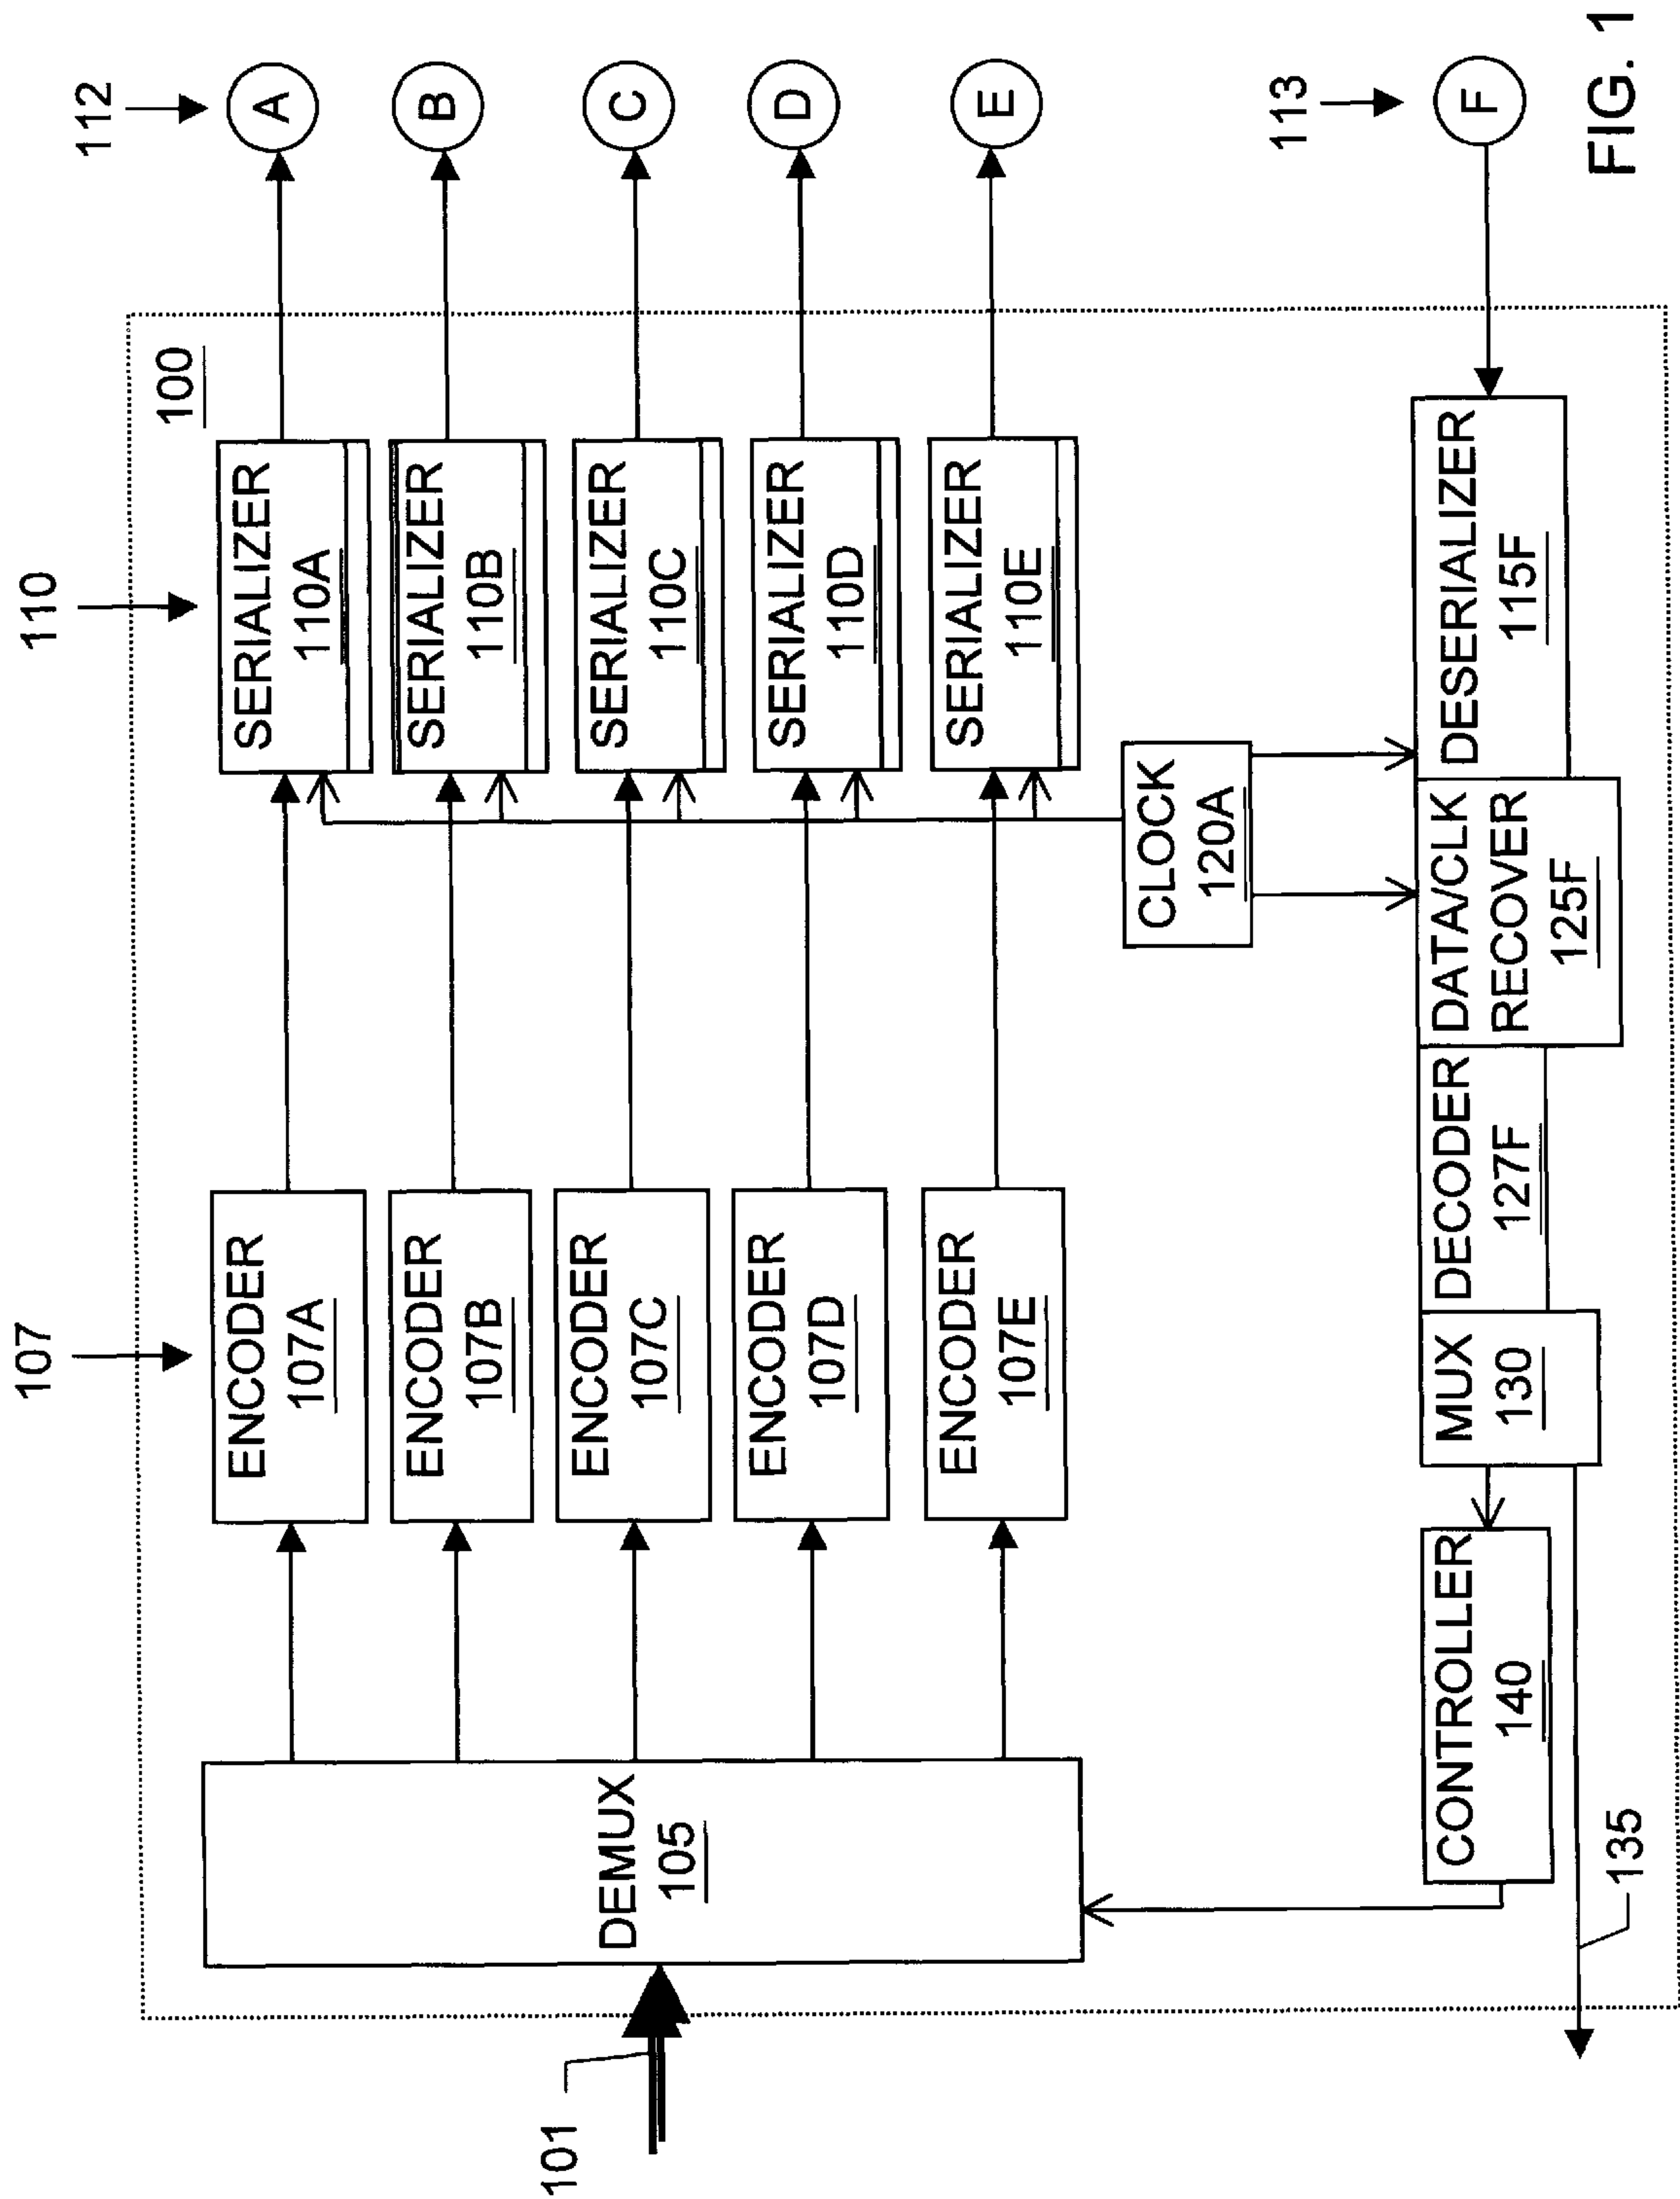 107
110
112
100
DEMUX
105
ENCODER
107A
SERIALIZER
110A
A
ENCODER
107B
SERIALIZER
110B
B
ENCODER
107C
SERIALIZER
110C
C
ENCODER
107D
SERIALIZER
110D
D
ENCODER
107E
SERIALIZER
110E
E
101
CLOCK
120A
113
CONTROLLER
140
MUX
130
DECODER
127F
DATA/CLK
RECOVER
125F
DESERIALIZER
115F
F
135
FIG. 1